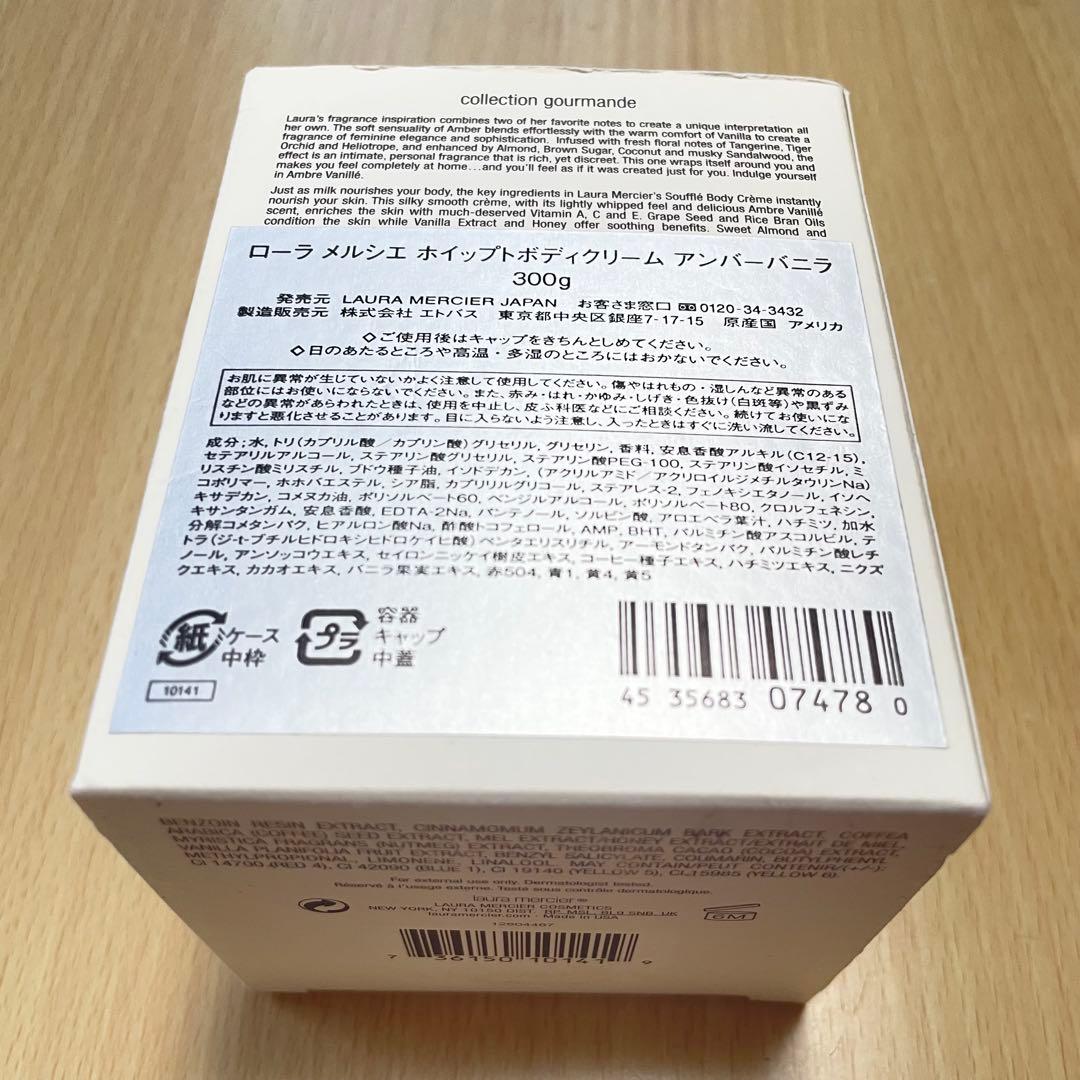 collection gourmande
Laura's fragrance inspiration combines two of her favorite notes to create a unique interpretation all
her own. The soft sensuality of Amber blends effortlessly with the warm comfort of Vanilla to create a
fragrance of feminine elegance and sophistication. Infused with fresh floral notes of Tangerine, Tiger
Orchid and Heliotrope, and enhanced by Almond, Brown Sugar, Coconut and musky Sandalwood, the
effect is an intimate, personal fragrance that is rich, yet discreet. This one wraps itself around you and
makes you feel completely at home...and you'll feel as if it was created just for you. Indulge yourself
in Ambre Vanillé.
Just as milk nourishes your body, the key ingredients in Laura Mercier's Soufflé Body Crème instantly
nourish your skin. This silky smooth crème, with its lightly whipped feel and delicious Ambre Vanillé
scent, enriches the skin with much-deserved Vitamin A, C and E. Grape Seed and Rice Bran Oils
condition the skin while Vanilla Extract and Honey offer soothing benefits. Sweet Almond and
ローラ メルシエ ホイップトボディクリーム アンバーバニラ
300g
発売元 LAURA MERCIER JAPAN お客さま窓口 0120-34-3432
製造販売元 株式会社 エトバス 東京都中央区銀座7-17-15 原産国 アメリカ
◇ご使用後はキャップをきちんとしめてください。
◇日のあたるところや高温・多湿のところにはおかないでください。
お肌に異常が生じていないかよく注意して使用してください。傷やはれもの・湿しんなど異常のある
部位にはお使いにならないでください。また、赤み・はれ・かゆみ・しげき・色抜け(白斑等)や黒ずみ
などの異常があらわれたときは、使用を中止し、皮ふ科医などにご相談ください。続けてお使いにな
りますと悪化させることがあります。目に入らないよう注意し、入ったときはすぐに洗い流してください。
成分;水,トリ(カプリル酸/カプリン酸)グリセリル,グリセリン,香料,安息香酸アルキル(C12-15),
セテアリルアルコール,ステアリン酸グリセリル,ステアリン酸PEG-100,ステアリン酸イソセチル,ミ
リスチン酸ミリスチル,ブドウ種子油,イソドデカン,(アクリルアミド/アクリロイルジメチルタウリンNa)
コポリマー,ホホバエステル,シア脂,カプリリルグリコール,ステアレス-2,フェノキシエタノール,イソヘ
キサデカン,コメヌカ油,ポリソルベート60,ベンジルアルコール,ポリソルベート80,クロルフェネシン,
キサンタンガム,安息香酸,EDTA-2Na,パンテノール,ソルビン酸,アロエベラ葉汁,ハチミツ,加水
分解コメタンパク,ヒアルロン酸Na,酢酸トコフェロール,AMP,BHT,パルミチン酸アスコルビル,テ
トラ(ジ-t-ブチルヒドロキシヒドロケイヒ酸)ペンタエリスリチル,アーモンドタンパク,パルミチン酸レチ
ノール,アンソッコウエキス,セイロンニッケイ樹皮エキス,コーヒー種子エキス,ハチミツエキス,ニクズ
クエキス,カカオエキス,バニラ果実エキス,赤504,青1,黄4,黄5
紙 ケース
中枠
プラ 容器
キャップ
中蓋
10141
45 35683 07478 0
BENZOIN RESIN EXTRACT, CINNAMOMUM ZEYLANICUM BARK EXTRACT, COFFEA
ARABICA (COFFEE) SEED EXTRACT, MEL EXTRACT/HONEY EXTRACT/EXTRAIT DE MIEL,
MYRISTICA FRAGRANS (NUTMEG) EXTRACT, THEOBROMA CACAO (COCOA) EXTRACT,
VANILLA PLANIFOLIA FRUIT EXTRACT, BENZYL SALICYLATE, COUMARIN, BUTYLPHENYL
METHYLPROPIONAL, LIMONENE, LINALOOL. MAY CONTAIN/PEUT CONTENIR(+/-):
CI 14700 (RED 4), CI 42090 (BLUE 1), CI 19140 (YELLOW 5), CI 15985 (YELLOW 6).
For external use only. Dermatologist tested.
Réservé à l'usage externe. Testé sous contrôle dermatologique.
laura mercier®
LAURA MERCIER COSMETICS
NEW YORK, NY 10150 DIST. BP MSL, BL9 5NB, UK
lauramercier.com · Made in USA
6M
12604467
7 36150 10141 9